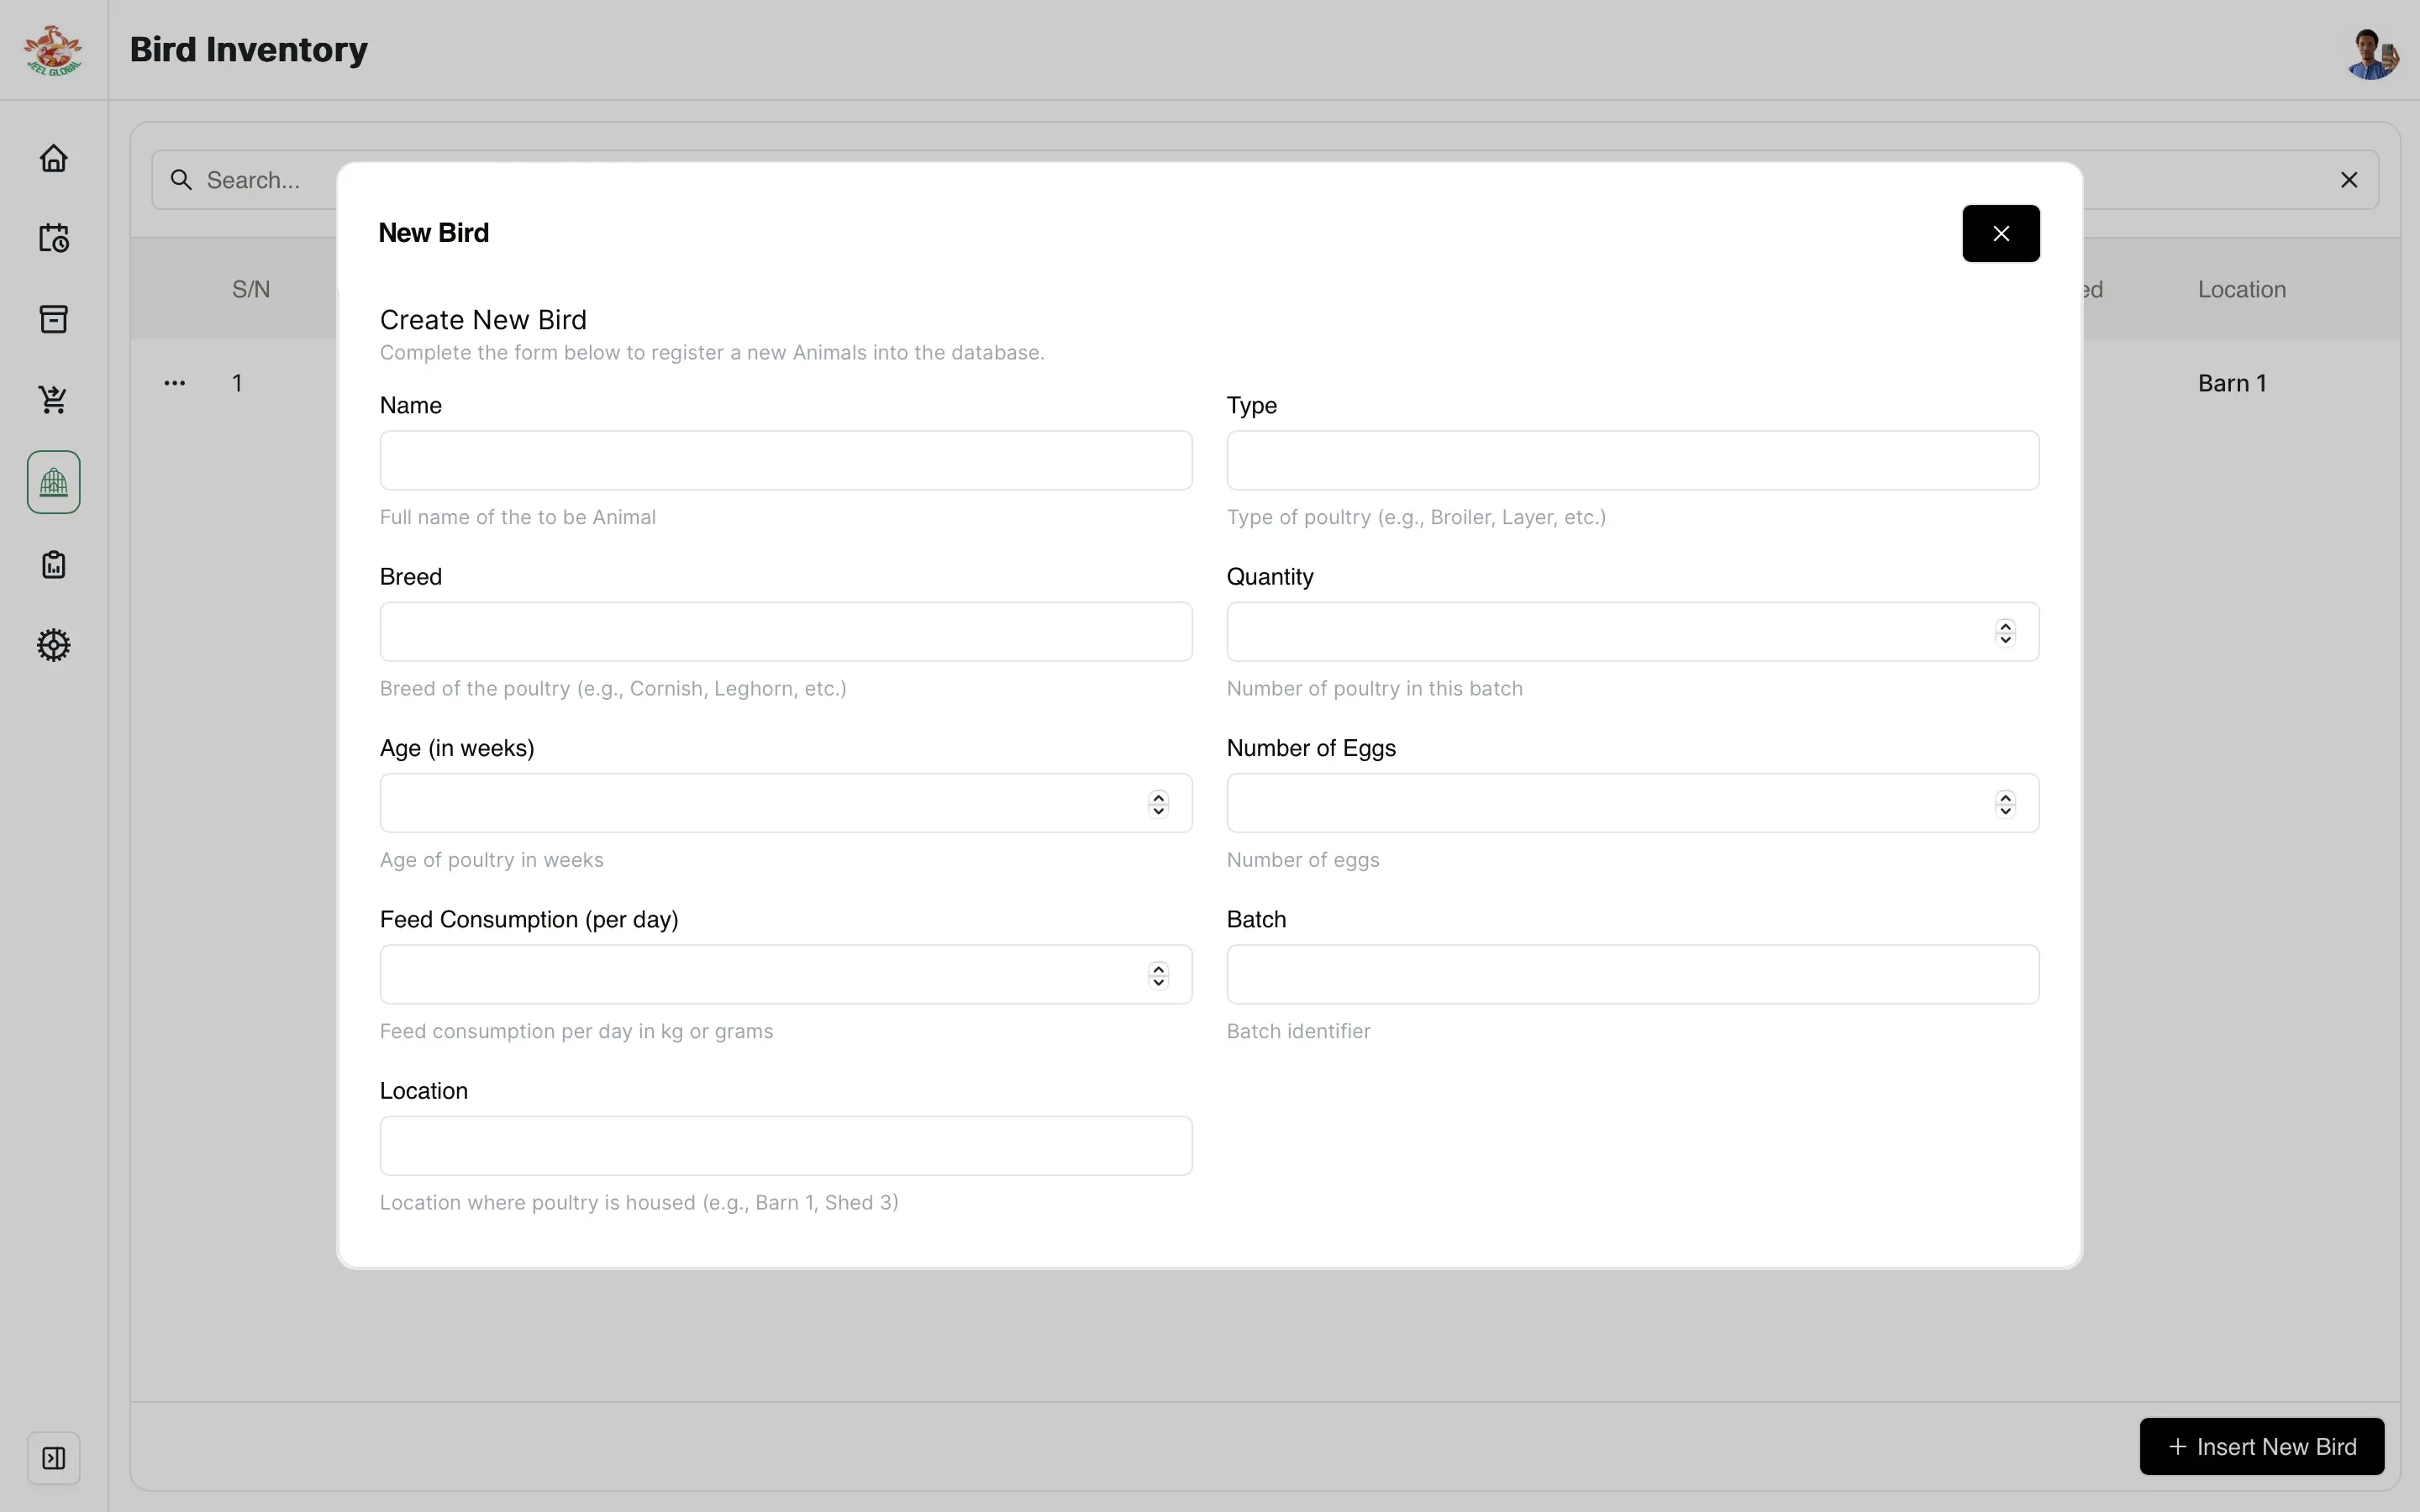 JEEL GLOBAL
Bird Inventory
Search...
S/N
ed
Location
1
Barn 1
New Bird
Create New Bird
Complete the form below to register a new Animals into the database.
Name
Type
Full name of the to be Animal
Type of poultry (e.g., Broiler, Layer, etc.)
Breed
Quantity
Breed of the poultry (e.g., Cornish, Leghorn, etc.)
Number of poultry in this batch
Age (in weeks)
Number of Eggs
Age of poultry in weeks
Number of eggs
Feed Consumption (per day)
Batch
Feed consumption per day in kg or grams
Batch identifier
Location
Location where poultry is housed (e.g., Barn 1, Shed 3)
+ Insert New Bird